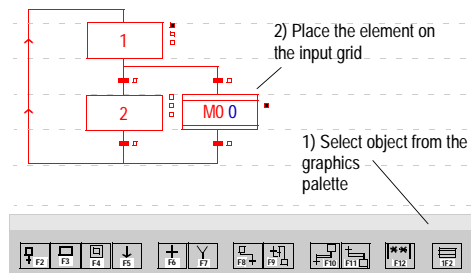 1
2) Place the element on
the input grid
2
M0 0
1) Select object from the
graphics
palette
F2 F3 F4 F5 F6 F7 F8 F9 F10 F11 F12 1F2